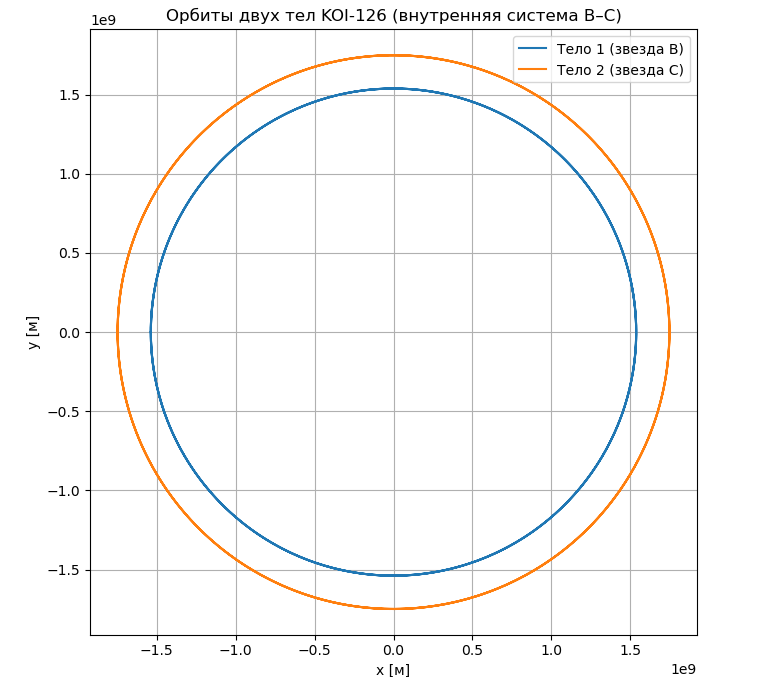 Орбиты двух тел KOI-126 (внутренняя система B–C)
1e9
Тело 1 (звезда B)
Тело 2 (звезда C)
1.5
1.0
0.5
0.0
−0.5
−1.0
−1.5
y [м]
−1.5 −1.0 −0.5 0.0 0.5 1.0 1.5
x [м]
1e9